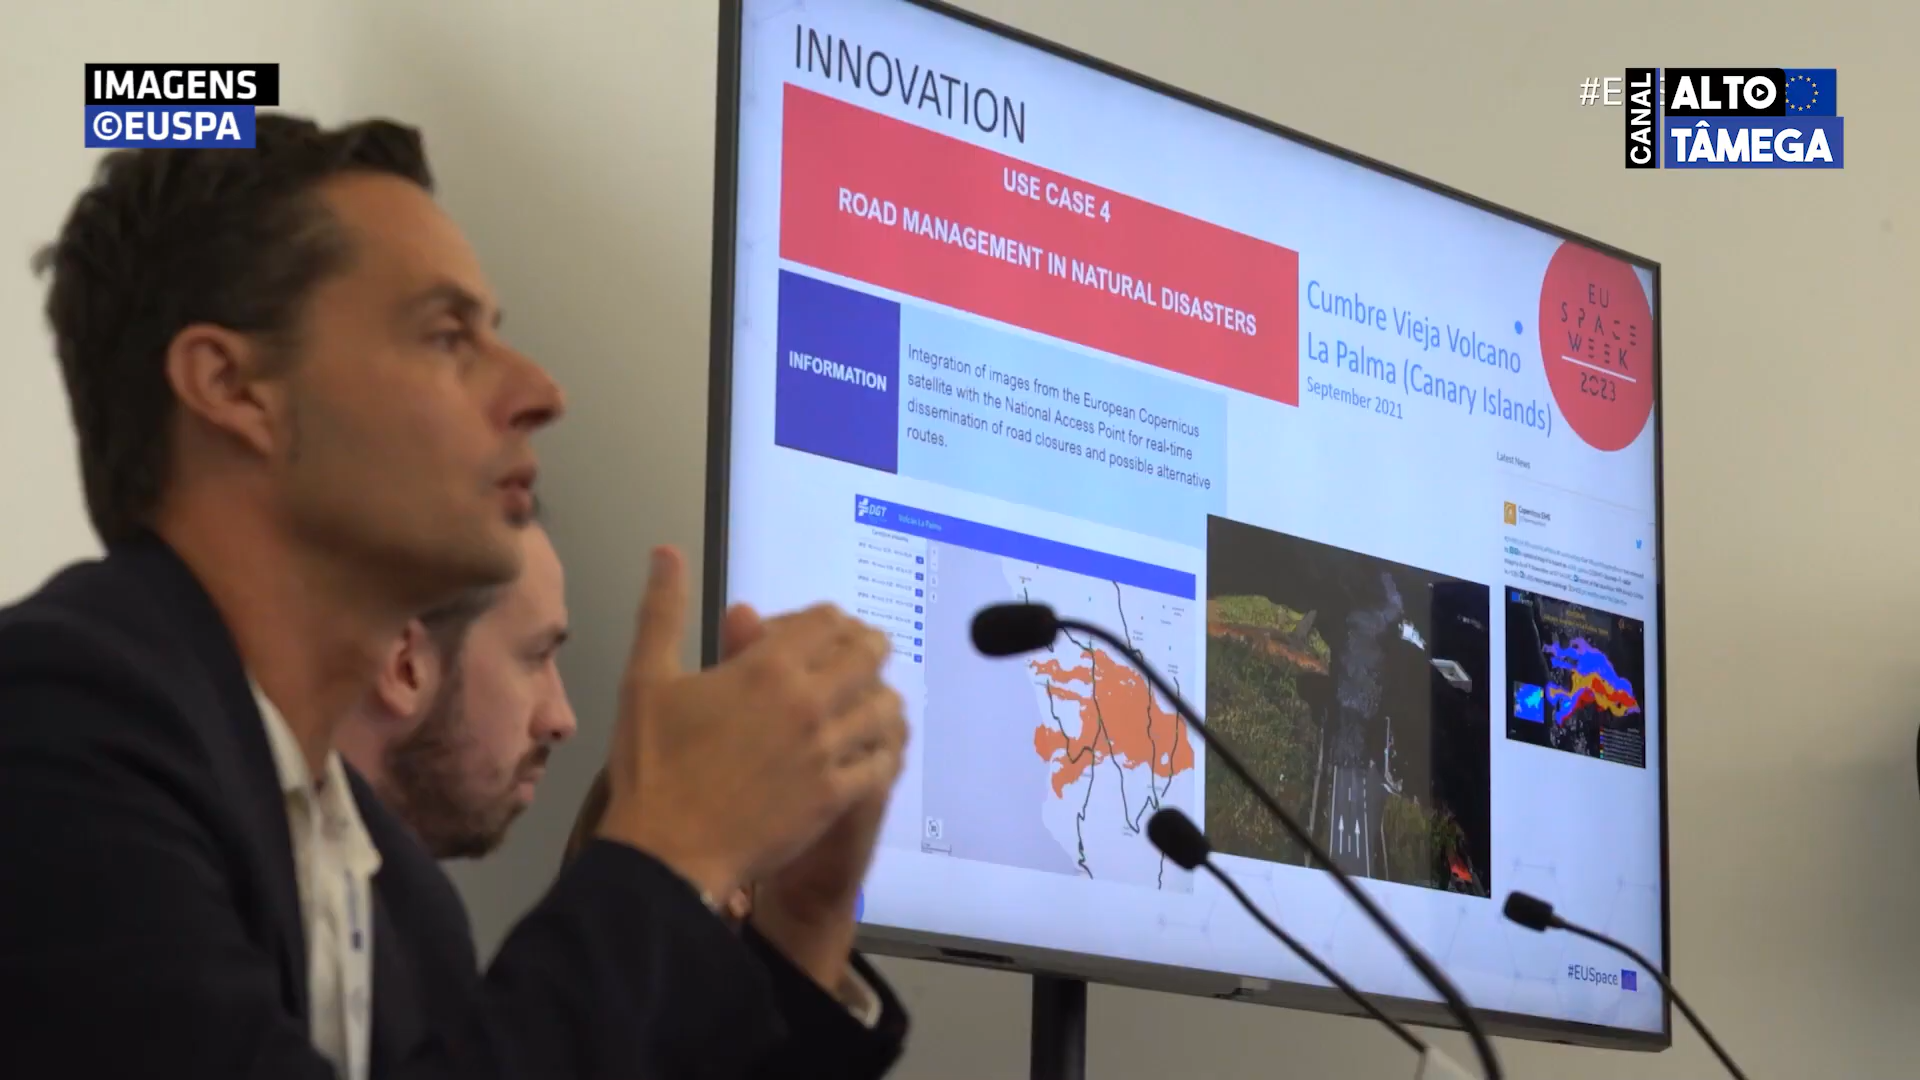 IMAGENS
©EUSPA
#E
CANAL
ALTO
TÂMEGA
INNOVATION
USE CASE 4
ROAD MANAGEMENT IN NATURAL DISASTERS
INFORMATION
Integration of images from the European Copernicus
satellite with the National Access Point for real-time
dissemination of road closures and possible alternative
routes.
Cumbre Vieja Volcano
La Palma (Canary Islands)
September 2021
EU
SPACE
WEEK
2023
Latest News
Copernicus EMS
DGT
Volcán La Palma
#EUSpace